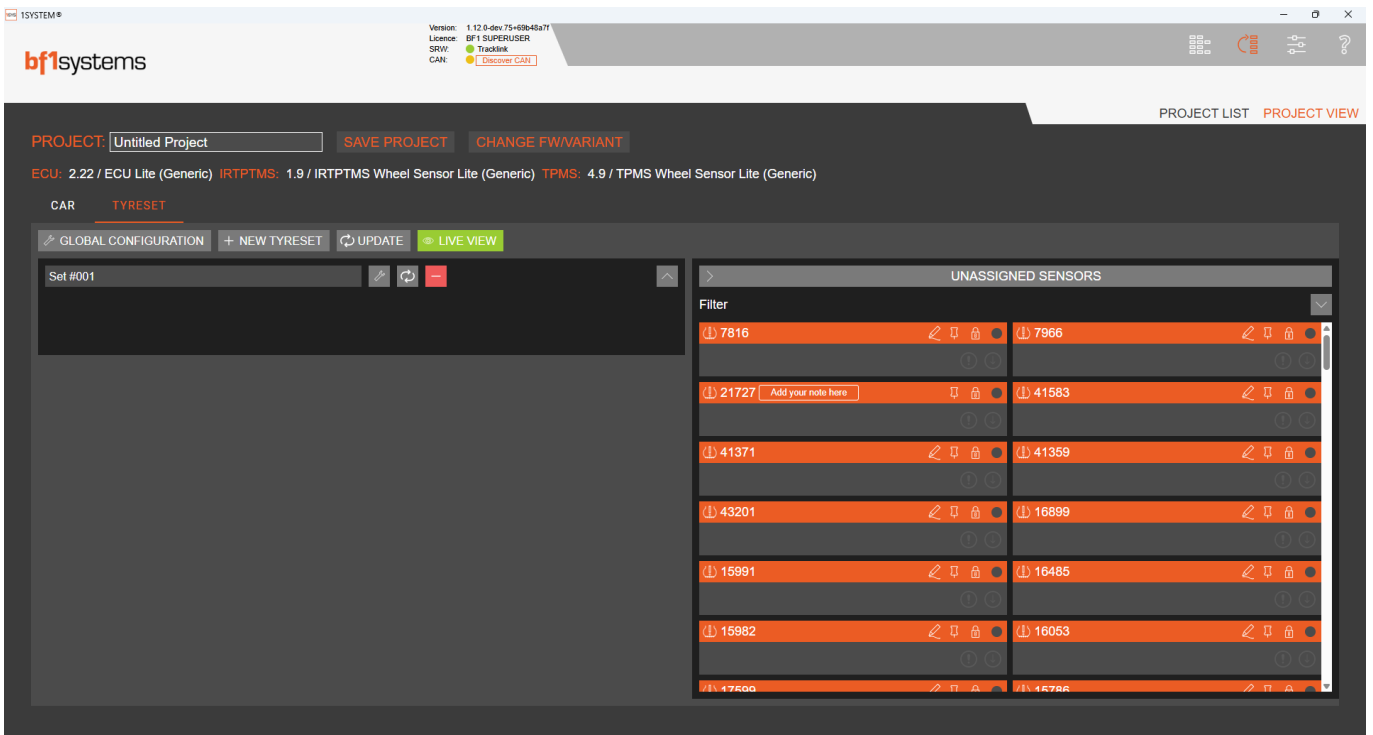 1SYSTEM®
bf1systems
Version: 1.12.0-dev.75+69b48a7f
Licence: BF1 SUPERUSER
SRW: Tracklink
CAN: Discover CAN
PROJECT LIST PROJECT VIEW
PROJECT: Untitled Project SAVE PROJECT CHANGE FW/VARIANT
ECU: 2.22 / ECU Lite (Generic) IRTPTMS: 1.9 / IRTPTMS Wheel Sensor Lite (Generic) TPMS: 4.9 / TPMS Wheel Sensor Lite (Generic)
CAR TYRESET
GLOBAL CONFIGURATION + NEW TYRESET UPDATE LIVE VIEW
Set #001
UNASSIGNED SENSORS
Filter
7816 7966
21727 Add your note here 41583
41371 41359
43201 16899
15991 16485
15982 16053
17599 15786